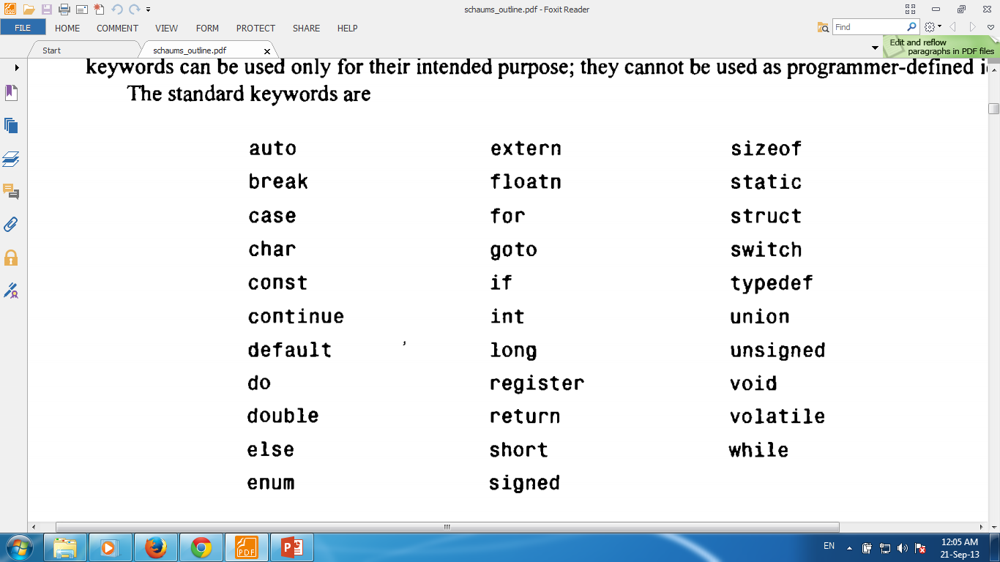 schaums_outline.pdf - Foxit Reader
FILE HOME COMMENT VIEW FORM PROTECT SHARE HELP
Find
Start
schaums_outline.pdf
Edit and reflow
paragraphs in PDF files
keywords can be used only for their intended purpose; they cannot be used as programmer-defined
The standard keywords are
auto extern sizeof
break floatn static
case for struct
char goto switch
const if typedef
continue int union
default long unsigned
do register void
double return volatile
else short while
enum signed
PDF
EN
12:05 AM
21-Sep-13